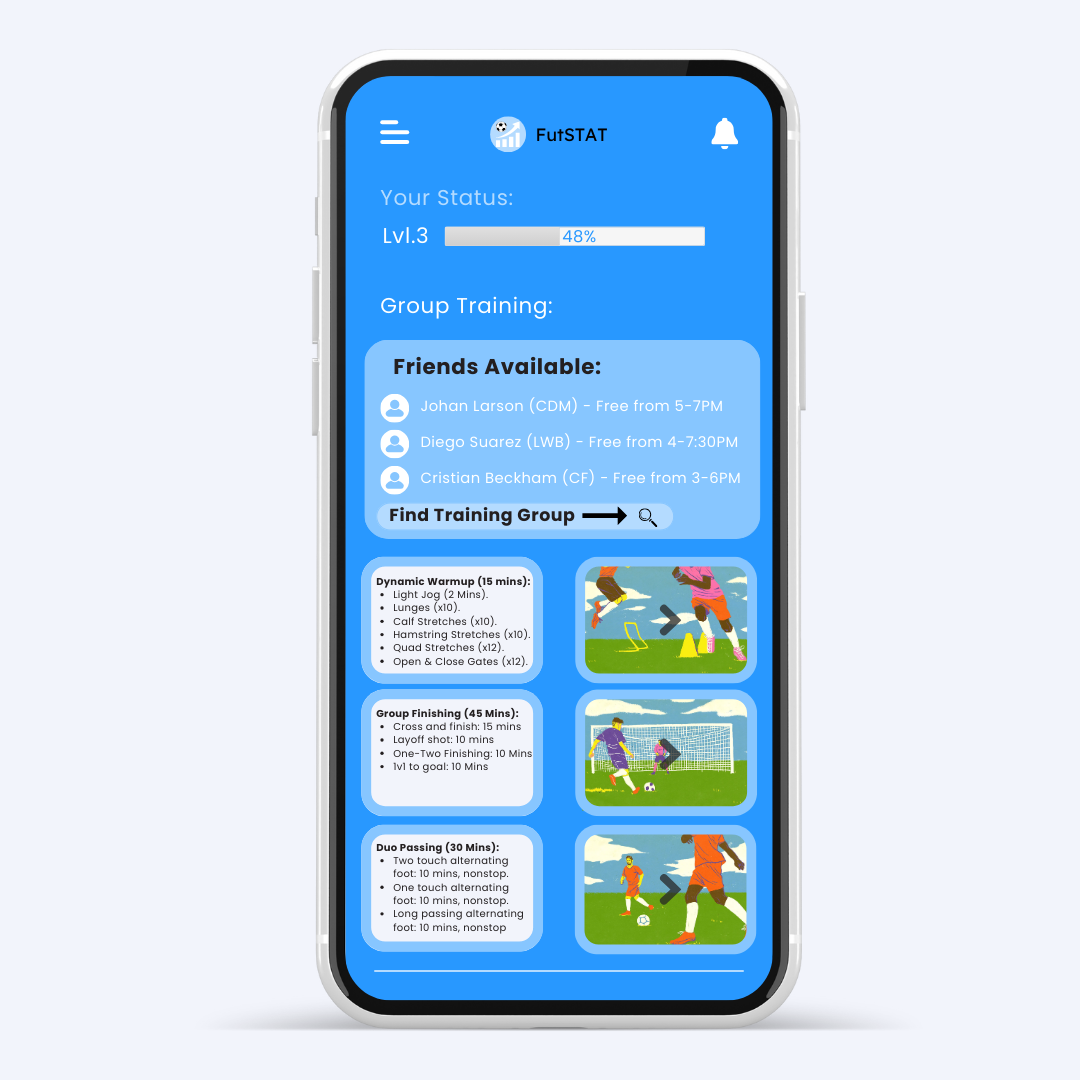 FutSTAT
Your Status:
Lvl.3
48%
Group Training:
Friends Available:
Johan Larson (CDM) - Free from 5-7PM
Diego Suarez (LWB) - Free from 4-7:30PM
Cristian Beckham (CF) - Free from 3-6PM
Find Training Group
Dynamic Warmup (15 mins):
• Light Jog (2 Mins).
• Lunges (x10).
• Calf Stretches (x10).
• Hamstring Stretches (x10).
• Quad Stretches (x12).
• Open & Close Gates (x12).
Group Finishing (45 Mins):
• Cross and finish: 15 mins
• Layoff shot: 10 mins
• One-Two Finishing: 10 Mins
• 1v1 to goal: 10 Mins
Duo Passing (30 Mins):
• Two touch alternating
foot: 10 mins, nonstop.
• One touch alternating
foot: 10 mins, nonstop.
• Long passing alternating
foot: 10 mins, nonstop